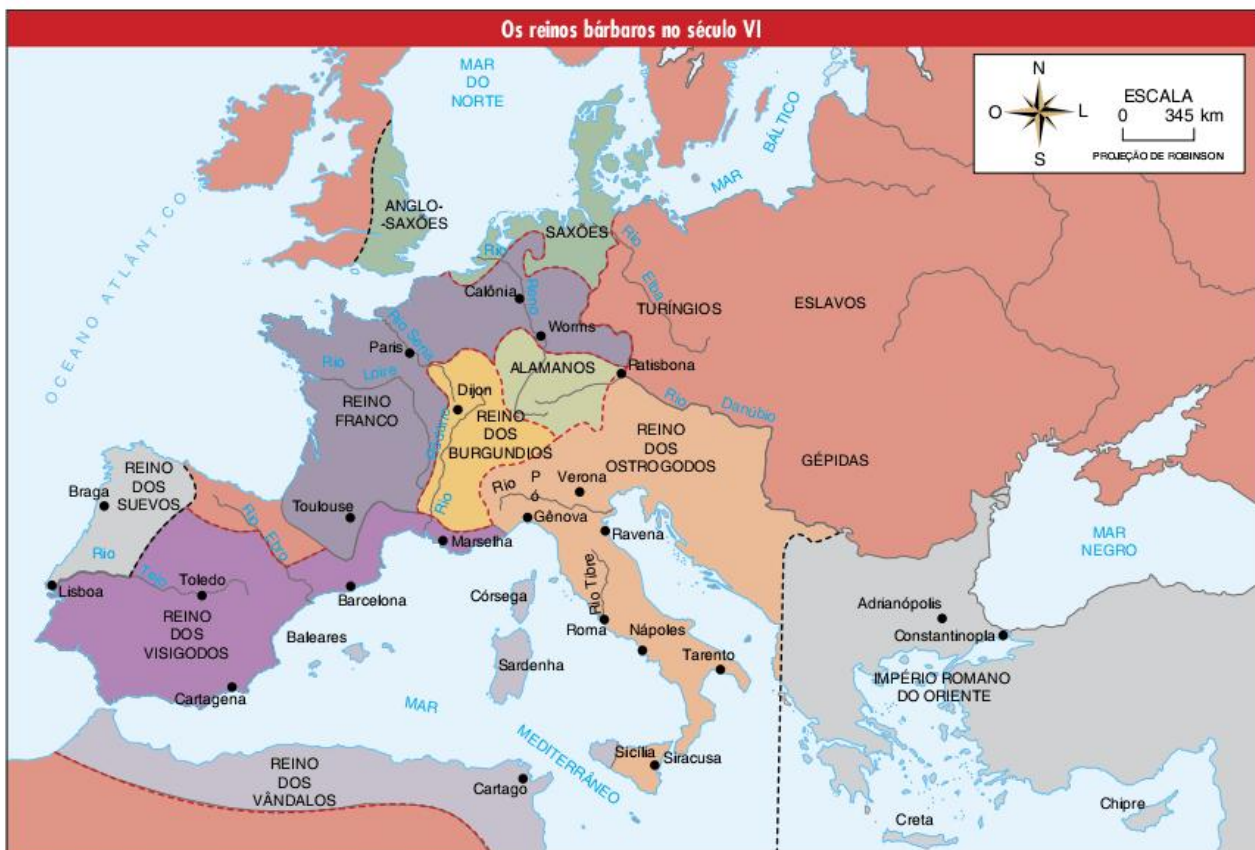 Os reinos bárbaros no século VI
MAR
DO
NORTE
N
O
L
S
ESCALA
0 345 km
PROJEÇÃO DE ROBINSON
MAR
BÁLTICO
OCEANO ATLÂNT.CO
ANGLO-
-SAXÕES
SAXÕES
Rio
Reno
Rio
Elba
Calônia
TURÍNGIOS
ESLAVOS
Worms
Rio Sena
Paris
ALAMANOS
Ratisbona
Rio
Loire
Dijon
Rio
Danúbio
REINO
FRANCO
REINO
DOS
BURGUNDIOS
Ródano
Rio
REINO
DOS
OSTROGODOS
GÉPIDAS
REINO
DOS
SUEVOS
Braga
Rio
Pó
Verona
Rio
Ebro
Toulouse
Gênova
Ravena
Marselha
MAR
NEGRO
Rio
Tejo
Lisboa
Toledo
Barcelona
Córsega
Rio Tibre
Adrianópolis
REINO
DOS
VISIGODOS
Baleares
Roma
Nápoles
Constantinopla
Sardenha
Tarento
IMPÉRIO ROMANO
DO ORIENTE
Cartagena
MAR
MEDITERRÂNEO
Sicília
Siracusa
REINO
DOS
VÂNDALOS
Cartago
Creta
Chipre